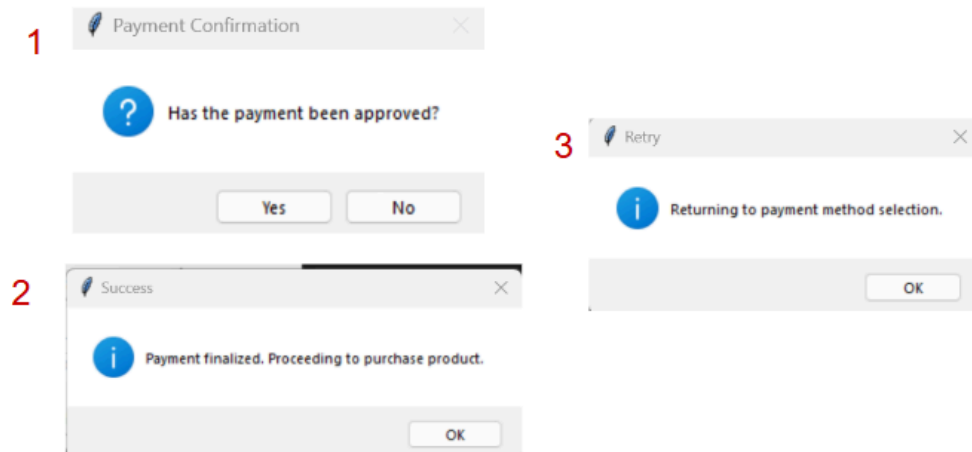 1
Payment Confirmation
Has the payment been approved?
Yes No
2
Success
Payment finalized. Proceeding to purchase product.
OK
3
Retry
Returning to payment method selection.
OK